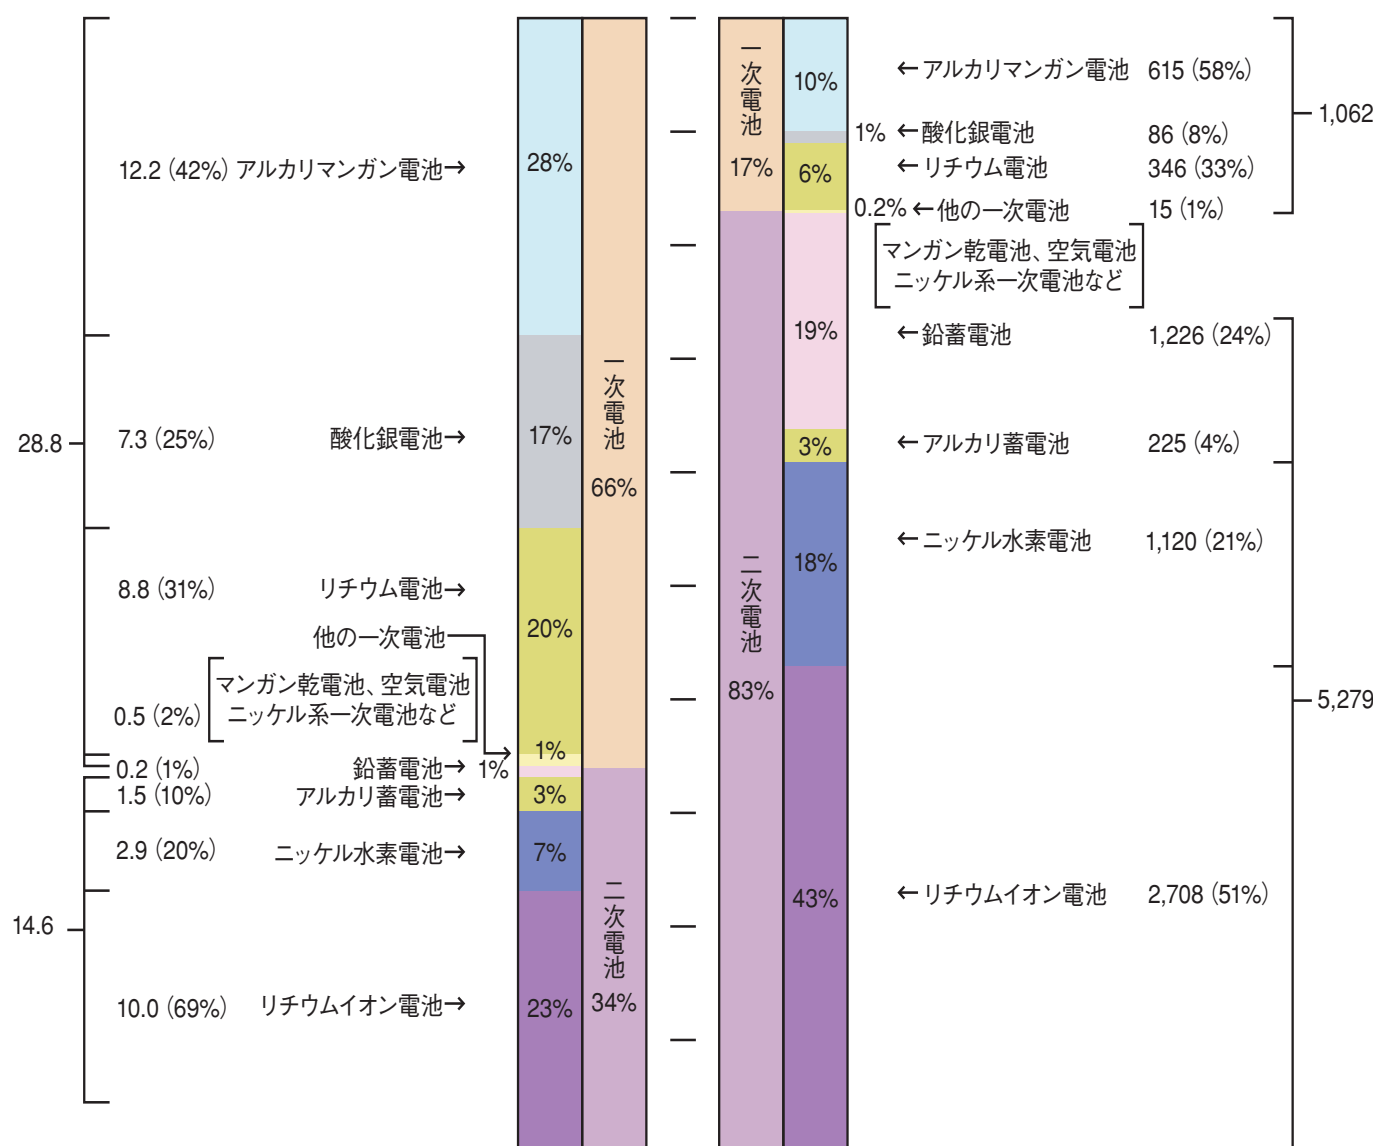 12.2（42%）アルカリマンガン電池→
28%
28.8
7.3（25%）
酸化銀電池→
17%
8.8（31%）
リチウム電池→
20%
他の一次電池
マンガン乾電池、空気電池
ニッケル系一次電池など
0.5（2%）
1%
0.2（1%）
鉛蓄電池→
1%
1.5（10%）
アルカリ蓄電池→
3%
2.9（20%）
ニッケル水素電池→
7%
14.6
10.0（69%）
リチウムイオン電池→
23%
一次電池
66%
二次電池
34%
一次電池
17%
二次電池
83%
10%
←アルカリマンガン電池
615（58%）
1,062
1%
←酸化銀電池
86（8%）
6%
←リチウム電池
346（33%）
0.2%
←他の一次電池
15（1%）
マンガン乾電池、空気電池
ニッケル系一次電池など
19%
←鉛蓄電池
1,226（24%）
3%
←アルカリ蓄電池
225（4%）
18%
←ニッケル水素電池
1,120（21%）
5,279
43%
←リチウムイオン電池
2,708（51%）